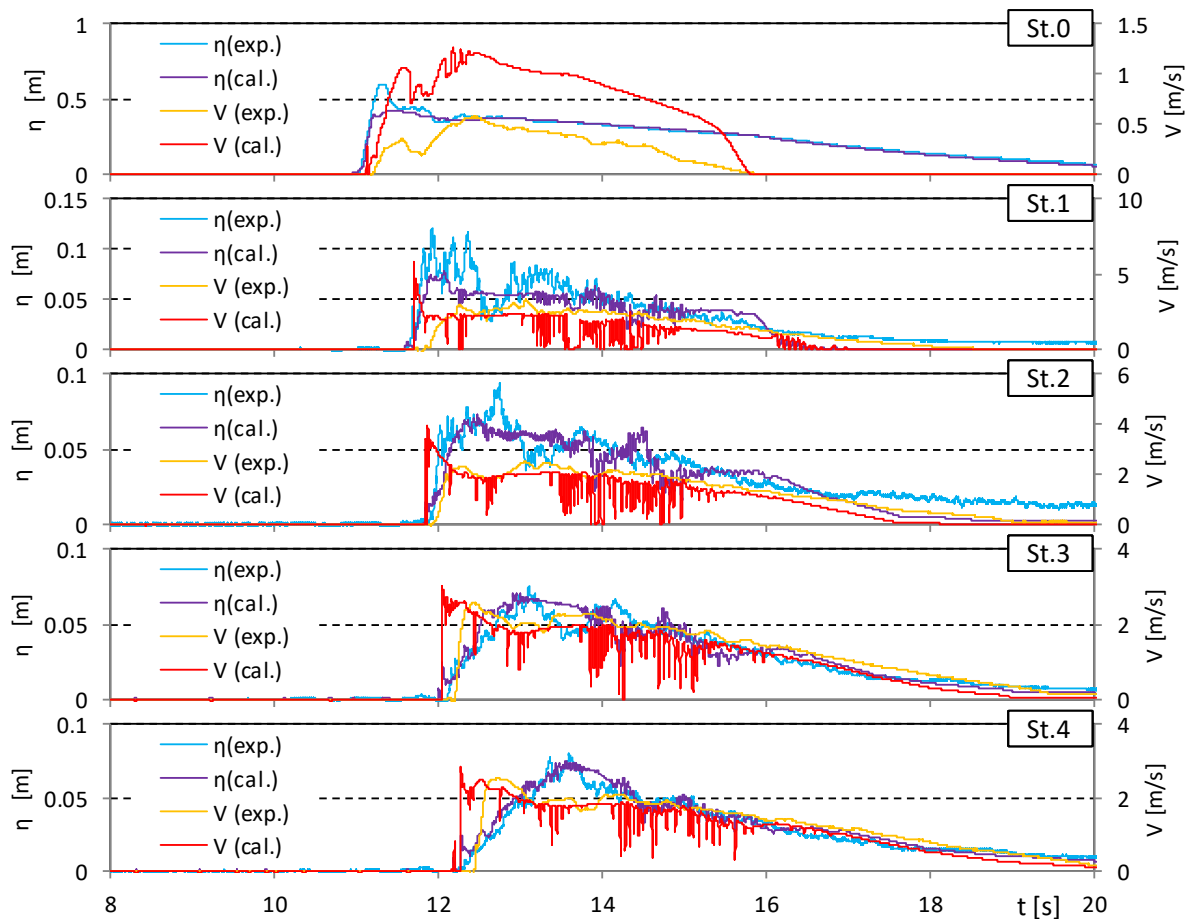 1 1.5
St.0
η(exp.)
η(cal.)
V (exp.)
V (cal.)
η [m]
0.5
0
1
0.5
0
V [m/s]
0.15 10
St.1
η(exp.)
η(cal.)
V (exp.)
V (cal.)
η [m]
0.1
0.05
0
5
0
V [m/s]
0.1 6
St.2
η(exp.)
η(cal.)
V (exp.)
V (cal.)
η [m]
0.05
0
4
2
0
V [m/s]
0.1 4
St.3
η(exp.)
η(cal.)
V (exp.)
V (cal.)
η [m]
0.05
0
2
0
V [m/s]
0.1 4
St.4
η(exp.)
η(cal.)
V (exp.)
V (cal.)
η [m]
0.05
0
2
0
V [m/s]
8 10 12 14 16 18 t [s] 20